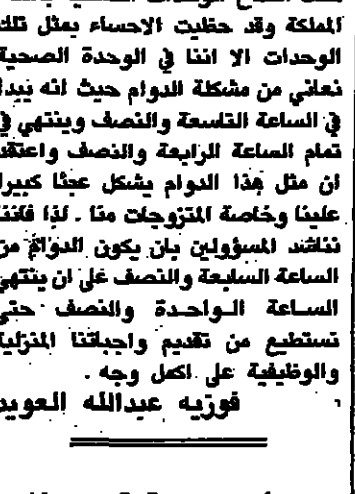 المملكة وقد حظيت الاحساء بمثل تلك
الوحدات الا اننا في الوحدة الصحية
نعاني من مشكلة الدوام حيث انه يبدا
في الساعة التاسعة والنصف وينتهي في
تمام الساعة الرابعة والنصف واعتقد
ان مثل هذا الدوام يشكل عبئا كبيرا
علينا وخاصة المتزوجات منا . لذا فاننا
نناشد المسؤولين بان يكون الدوام من
الساعة السابعة والنصف على ان ينتهي
الساعة الواحدة والنصف حتى
نستطيع من تقديم واجباتنا المنزلية
والوظيفية على اكمل وجه .
فوزيه عبدالله العويد